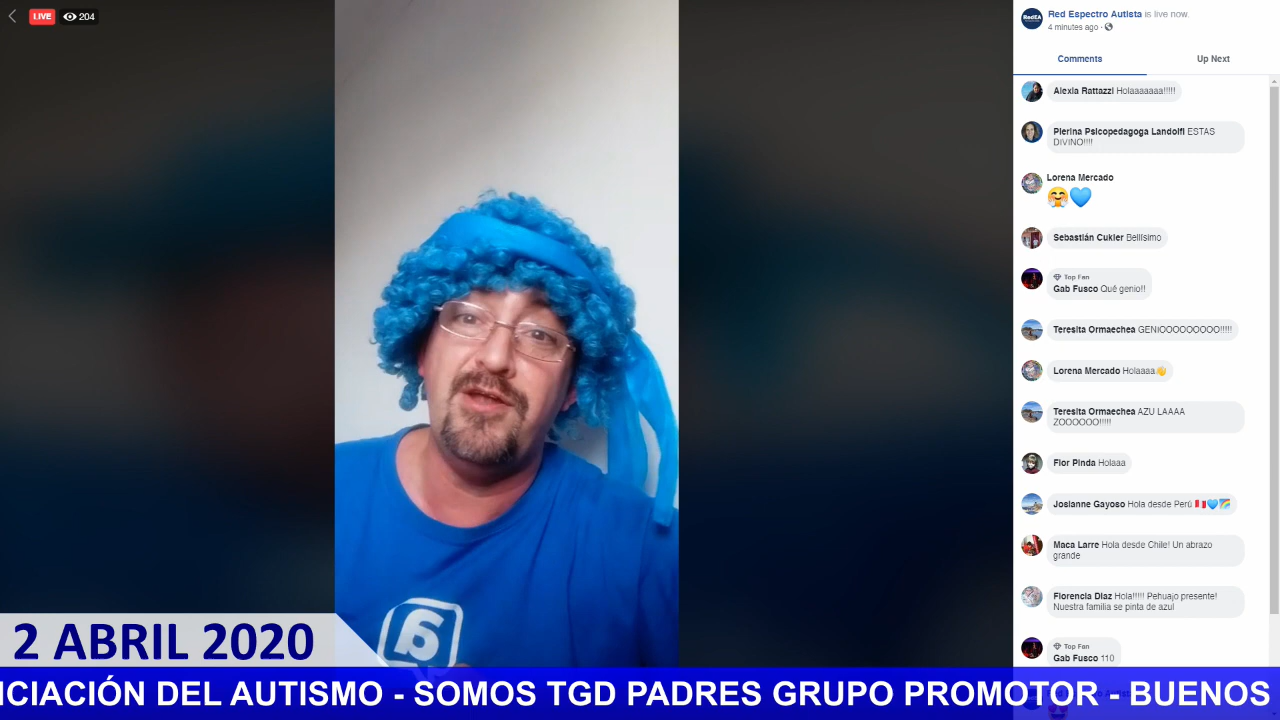 LIVE
204
Red Espectro Autista is live now.
4 minutes ago ·
Comments
Up Next
Alexia Rattazzi Holaaaaaaa!!!!!
Pierina Psicopedagoga Landolfi ESTAS
DIVINO!!!!
Lorena Mercado
🤗💙
Sebastián Cukier Bellísimo
Top Fan
Gab Fusco Qué genio!!
Teresita Ormaechea GENIOOOOOOOOO!!!!!
Lorena Mercado Holaaaa👋
Teresita Ormaechea AZU LAAAA
ZOOOOOO!!!!!
Flor Pinda Holaaa
Josianne Gayoso Hola desde Perú 🇵🇪💙🌈
Maca Larre Hola desde Chile! Un abrazo
grande
Florencia Diaz Hola!!!!! Pehuajo presente!
Nuestra familia se pinta de azul
Top Fan
Gab Fusco 110
2 ABRIL 2020
NCIACIÓN DEL AUTISMO - SOMOS TGD PADRES GRUPO PROMOTOR - BUENOS